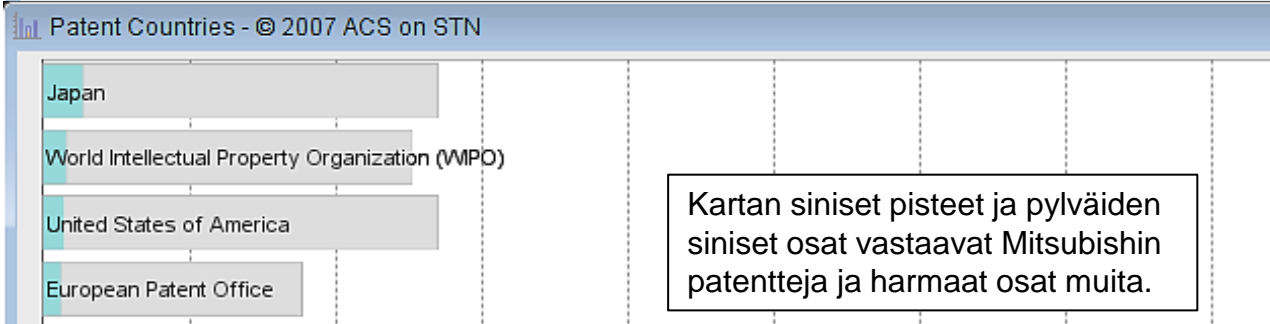 Patent Countries - © 2007 ACS on STN
Japan
World Intellectual Property Organization (WIPO)
United States of America
European Patent Office
Kartan siniset pisteet ja pylväiden
siniset osat vastaavat Mitsubishin
patentteja ja harmaat osat muita.